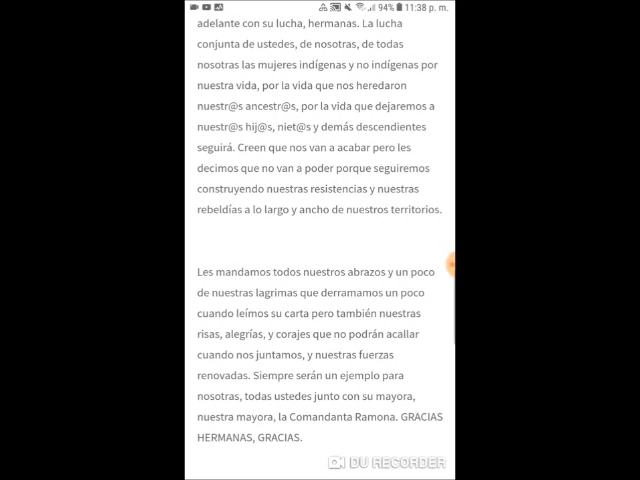 94% 11:38 p. m.
adelante con su lucha, hermanas. La lucha
conjunta de ustedes, de nosotras, de todas
nosotras las mujeres indígenas y no indígenas por
nuestra vida, por la vida que nos heredaron
nuestr@s ancestr@s, por la vida que dejaremos a
nuestr@s hij@s, niet@s y demás descendientes
seguirá. Creen que nos van a acabar pero les
decimos que no van a poder porque seguiremos
construyendo nuestras resistencias y nuestras
rebeldías a lo largo y ancho de nuestros territorios.
Les mandamos todos nuestros abrazos y un poco
de nuestras lagrimas que derramamos un poco
cuando leímos su carta pero también nuestras
risas, alegrías, y corajes que no podrán acallar
cuando nos juntamos, y nuestras fuerzas
renovadas. Siempre serán un ejemplo para
nosotras, todas ustedes junto con su mayora,
nuestra mayora, la Comandanta Ramona. GRACIAS
HERMANAS, GRACIAS.
DU RECORDER